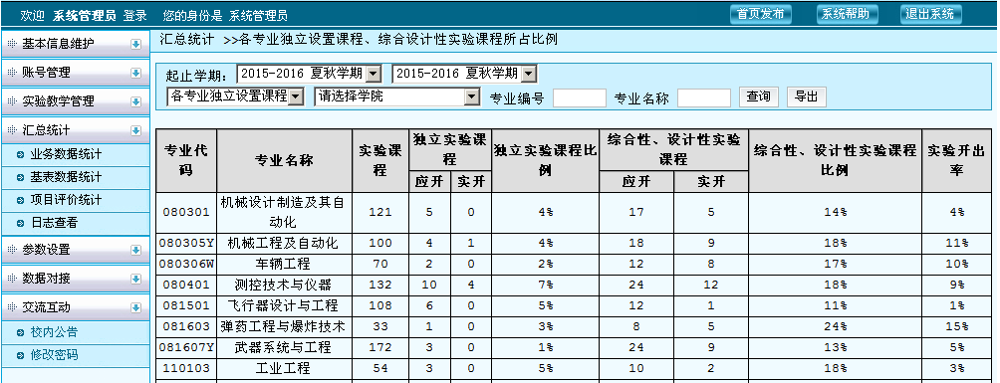 欢迎 系统管理员 登录 您的身份是 系统管理员 首页发布 系统帮助 退出系统
基本信息维护
账号管理
实验教学管理
汇总统计
业务数据统计
基表数据统计
项目评价统计
日志查看
参数设置
数据对接
交流互动
校内公告
修改密码
汇总统计 >>各专业独立设置课程、综合设计性实验课程所占比例
起止学期： 2015-2016 夏秋学期 2015-2016 夏秋学期
各专业独立设置课程 请选择学院 专业编号 专业名称 查询 导出
专业代码 专业名称 实验课程 独立实验课程 独立实验课程比例 综合性、设计性实验课程 综合性、设计性实验课程比例 实验开出率
应开 实开 应开 实开
080301 机械设计制造及其自动化 121 5 0 4% 17 5 14% 4%
080305Y 机械工程及自动化 100 4 1 4% 18 9 18% 11%
080306W 车辆工程 70 2 0 2% 12 8 17% 10%
080401 测控技术与仪器 132 10 4 7% 24 12 18% 9%
081501 飞行器设计与工程 108 6 0 5% 12 1 11% 1%
081603 弹药工程与爆炸技术 33 1 0 3% 8 5 24% 15%
081607Y 武器系统与工程 172 3 0 1% 24 9 13% 5%
110103 工业工程 54 3 0 5% 10 2 18% 3%